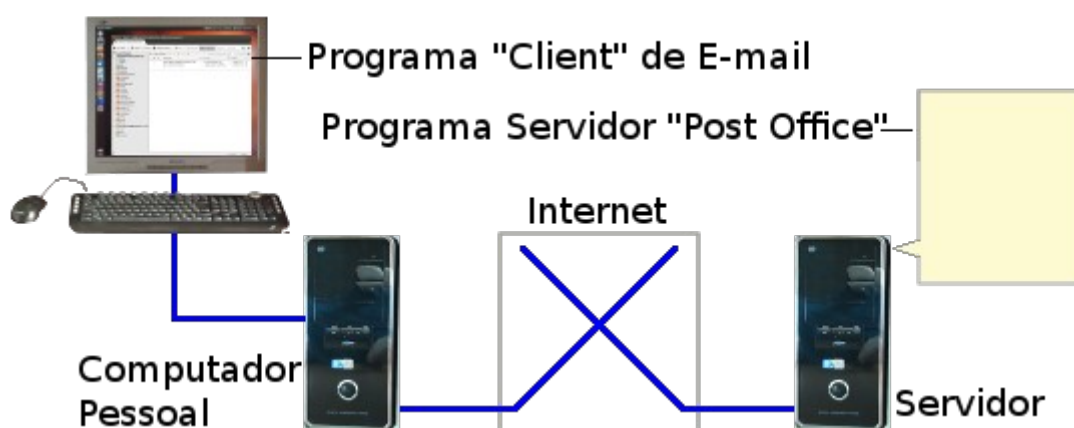 Programa "Client" de E-mail
Programa Servidor "Post Office"
Internet
Computador
Pessoal
Servidor